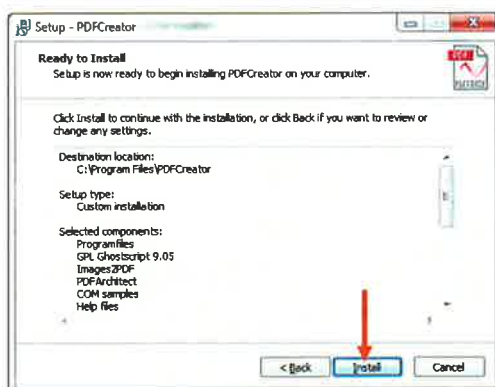 Setup - PDFCreator
Ready to Install
Setup is now ready to begin installing PDFCreator on your computer.
Click Install to continue with the installation, or click Back if you want to review or
change any settings.
Destination location:
C:\Program Files\PDFCreator
Setup type:
Custom installation
Selected components:
Programfiles
GPL Ghostscript 9.05
Images2PDF
PDFArchitect
COM samples
Help files
< Back
Install
Cancel